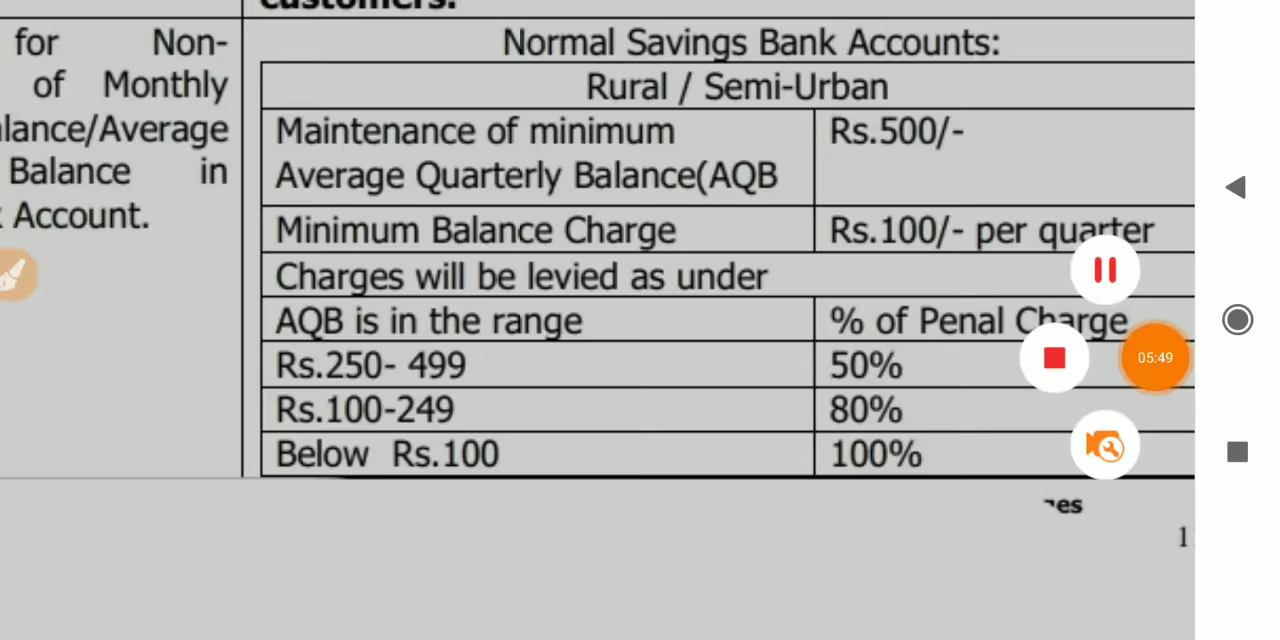 Customers:
for Non-
of Monthly
alance/Average
Balance in
Account.
Normal Savings Bank Accounts:
Rural / Semi-Urban
Maintenance of minimum Rs.500/-
Average Quarterly Balance(AQB
Minimum Balance Charge Rs.100/- per quarter
Charges will be levied as under
AQB is in the range % of Penal Charge
Rs.250- 499 50%
Rs.100-249 80%
Below Rs.100 100%
05:49
1